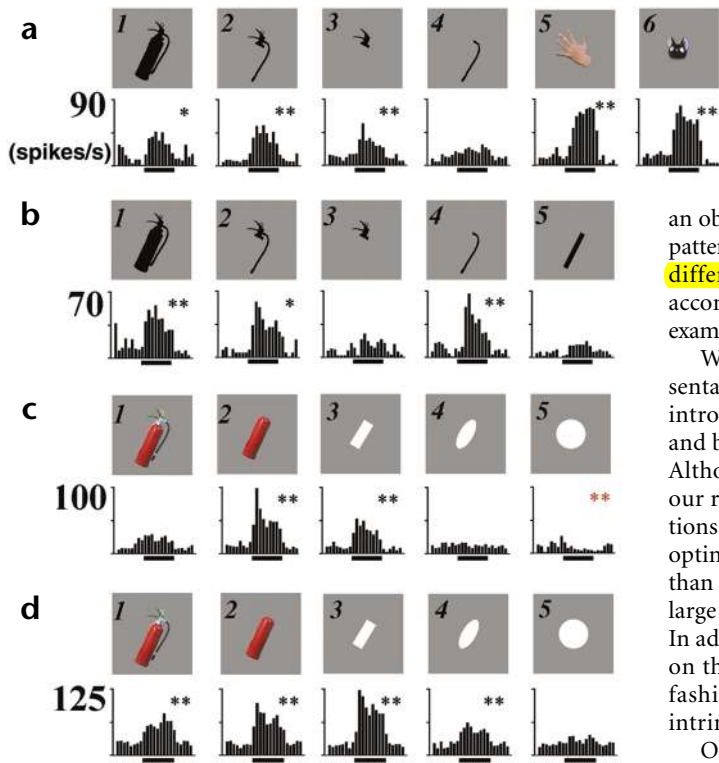 a
1 2 3 4 5 6
90
(spikes/s)
* ** ** ** **
b
1 2 3 4 5
70
** * **
c
1 2 3 4 5
100
** ** **
d
1 2 3 4 5
125
** ** ** **
an ob
patter
differ
accor
exam
W
senta
introd
and b
Altho
our r
tions
optin
than
large
In ad
on th
fashi
intrin
O